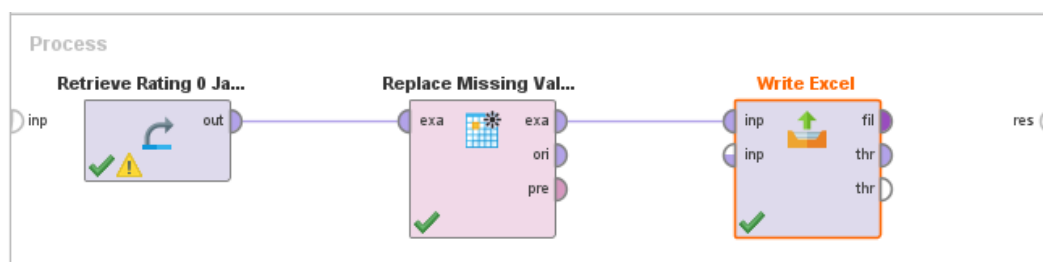 Process
Retrieve Rating 0 Ja...
Replace Missing Val...
Write Excel
inp
out
exa
exa
ori
pre
inp
fil
inp
thr
thr
res